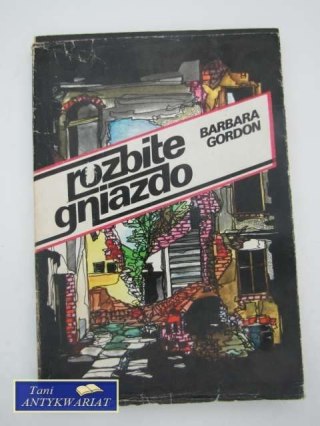 BARBARA
GORDON
rozbite
gniazdo
Tani
ANTYKWARIAT